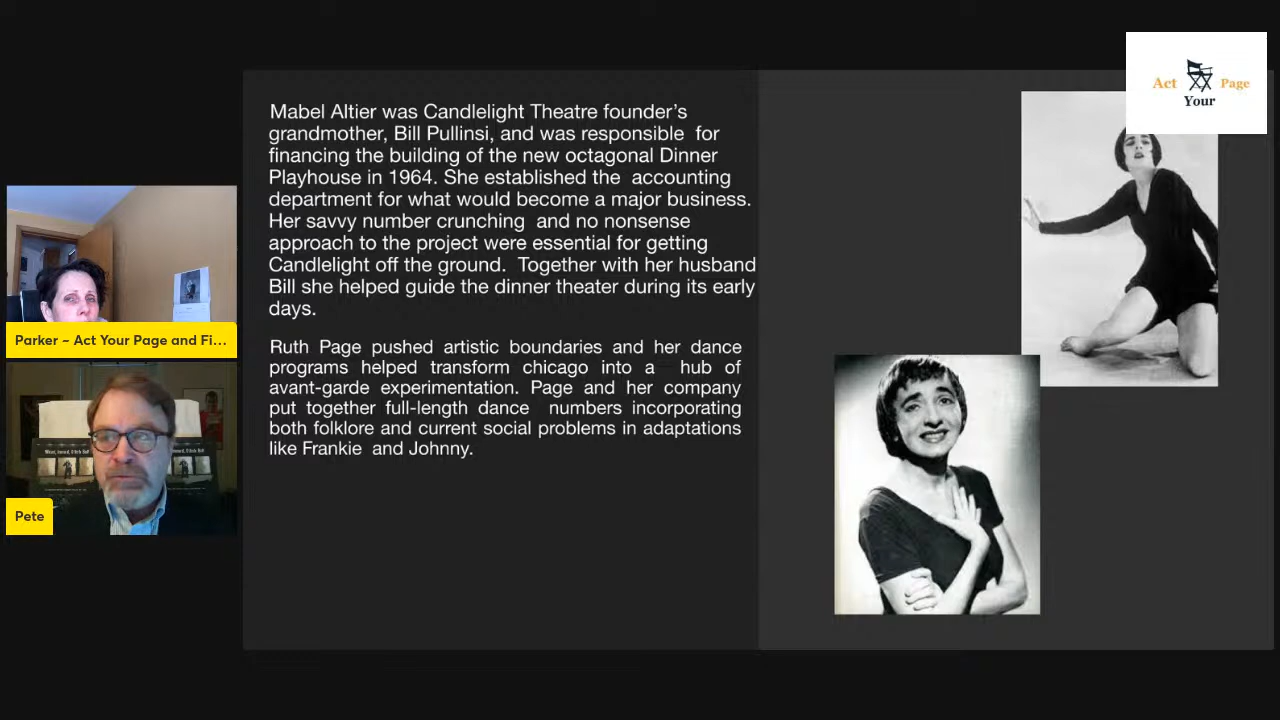 Mabel Altier was Candlelight Theatre founder's
grandmother, Bill Pullinsi, and was responsible for
financing the building of the new octagonal Dinner
Playhouse in 1964. She established the accounting
department for what would become a major business.
Her savvy number crunching and no nonsense
approach to the project were essential for getting
Candlelight off the ground. Together with her husband
Bill she helped guide the dinner theater during its early
days.
Ruth Page pushed artistic boundaries and her dance
programs helped transform chicago into a hub of
avant-garde experimentation. Page and her company
put together full-length dance numbers incorporating
both folklore and current social problems in adaptations
like Frankie and Johnny.
Act Page
Your
Parker ~ Act Your Page and Fi...
Pete